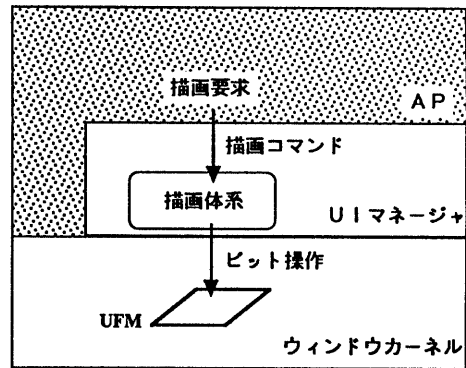 描画要求
ＡＰ
描画コマンド
描画体系
ＵＩマネージャ
ビット操作
UFM
ウィンドウカーネル